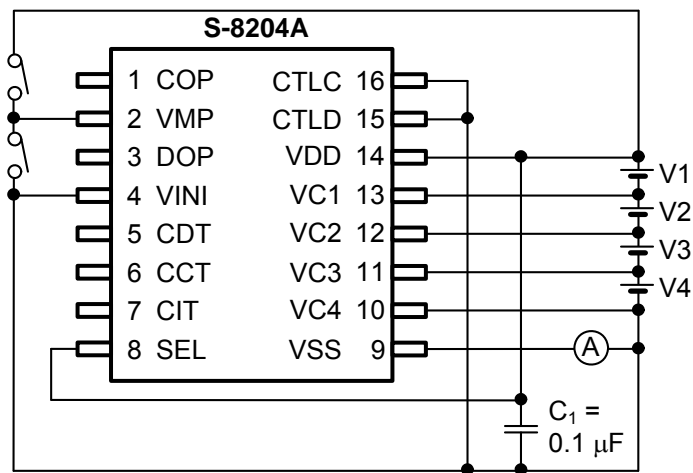 S-8204A
1 COP
2 VMP
3 DOP
4 VINI
5 CDT
6 CCT
7 CIT
8 SEL
CTLC 16
CTLD 15
VDD 14
VC1 13
VC2 12
VC3 11
VC4 10
VSS 9
V1
V2
V3
V4
A
C₁ =
0.1 μF